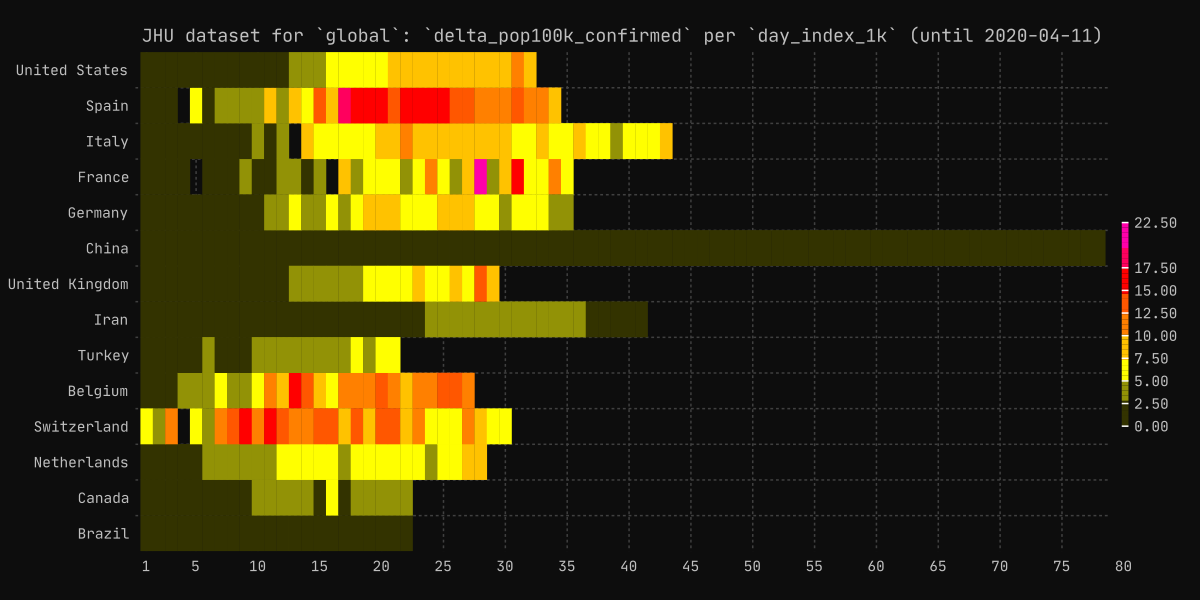 JHU dataset for `global`: `delta_pop100k_confirmed` per `day_index_1k` (until 2020-04-11)
United States
Spain
Italy
France
Germany
China
United Kingdom
Iran
Turkey
Belgium
Switzerland
Netherlands
Canada
Brazil
22.50
17.50
15.00
12.50
10.00
7.50
5.00
2.50
0.00
1 5 10 15 20 25 30 35 40 45 50 55 60 65 70 75 80